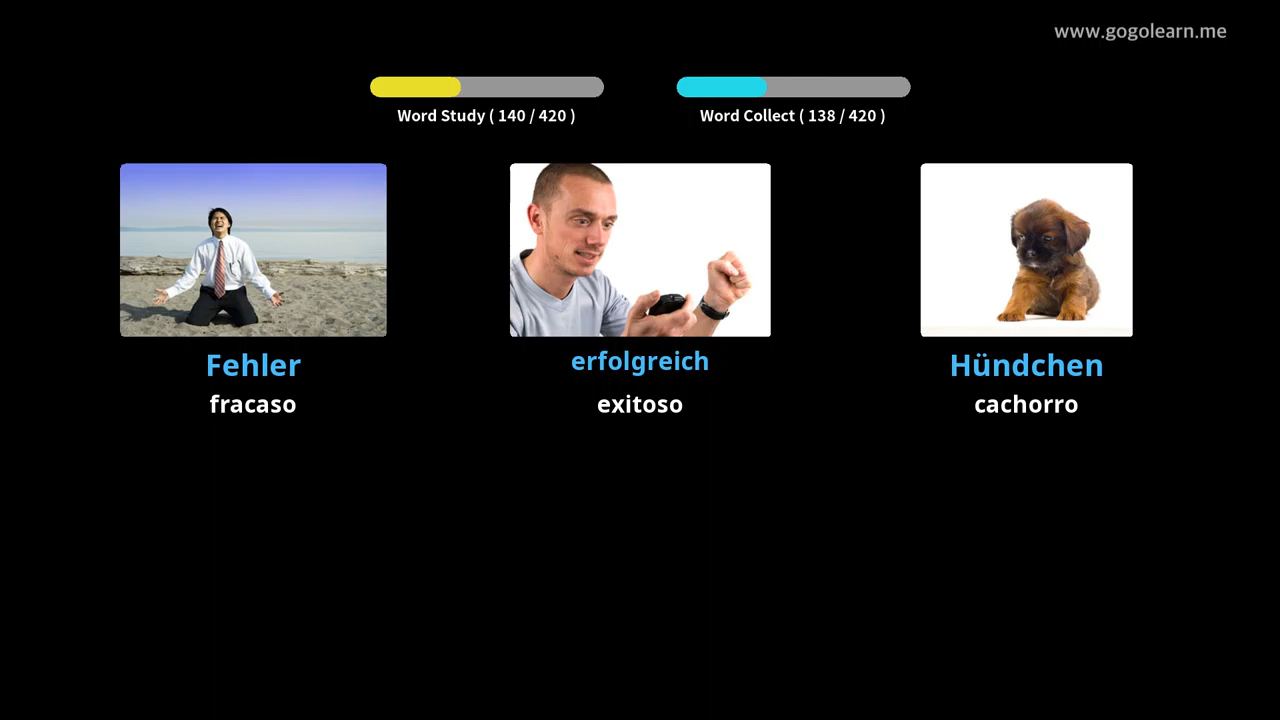 www.gogolearn.me
Word Study ( 140 / 420 )
Word Collect ( 138 / 420 )
Fehler
fracaso
erfolgreich
exitoso
Hündchen
cachorro